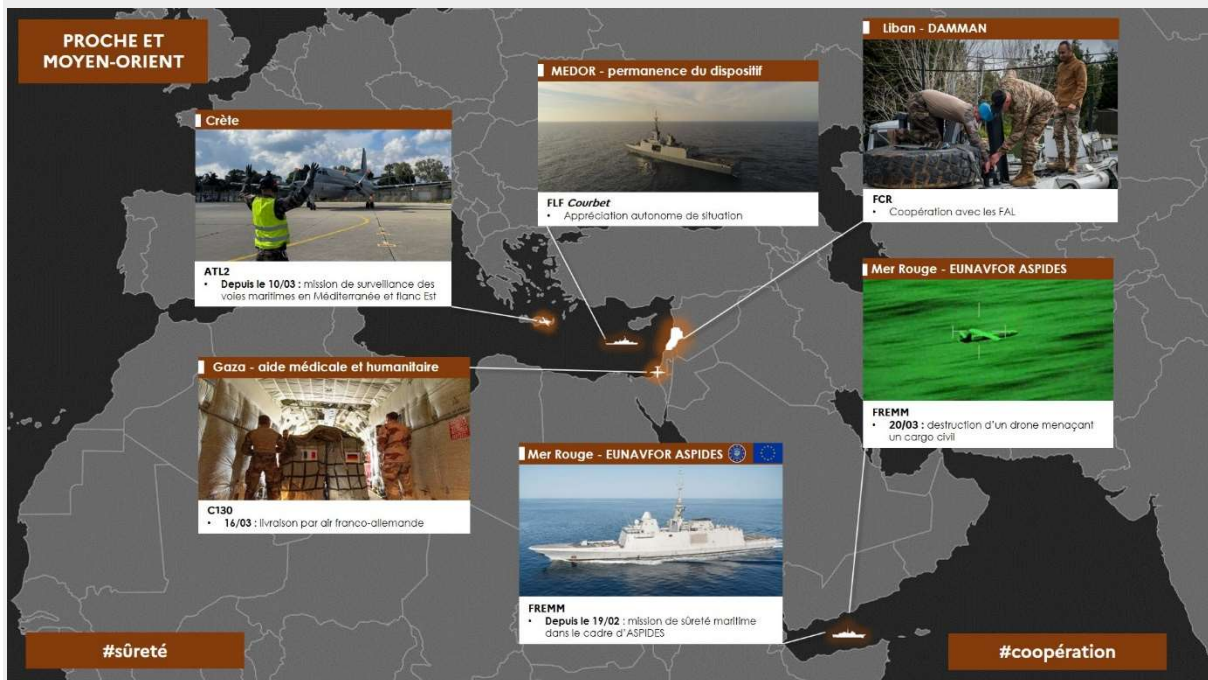 PROCHE ET
MOYEN-ORIENT
Crète
ATL2
• Depuis le 10/03 : mission de surveillance des
voies maritimes en Méditerranée et flanc Est
MEDOR - permanence du dispositif
FLF Courbet
• Appréciation autonome de situation
Liban - DAMMAN
FCR
• Coopération avec les FAL
Mer Rouge - EUNAVFOR ASPIDES
FREMM
• 20/03 : destruction d'un drone menaçant
un cargo civil
Gaza - aide médicale et humanitaire
C130
• 16/03 : livraison par air franco-allemande
Mer Rouge - EUNAVFOR ASPIDES
FREMM
• Depuis le 19/02 : mission de sûreté maritime
dans le cadre d'ASPIDES
#sûreté
#coopération